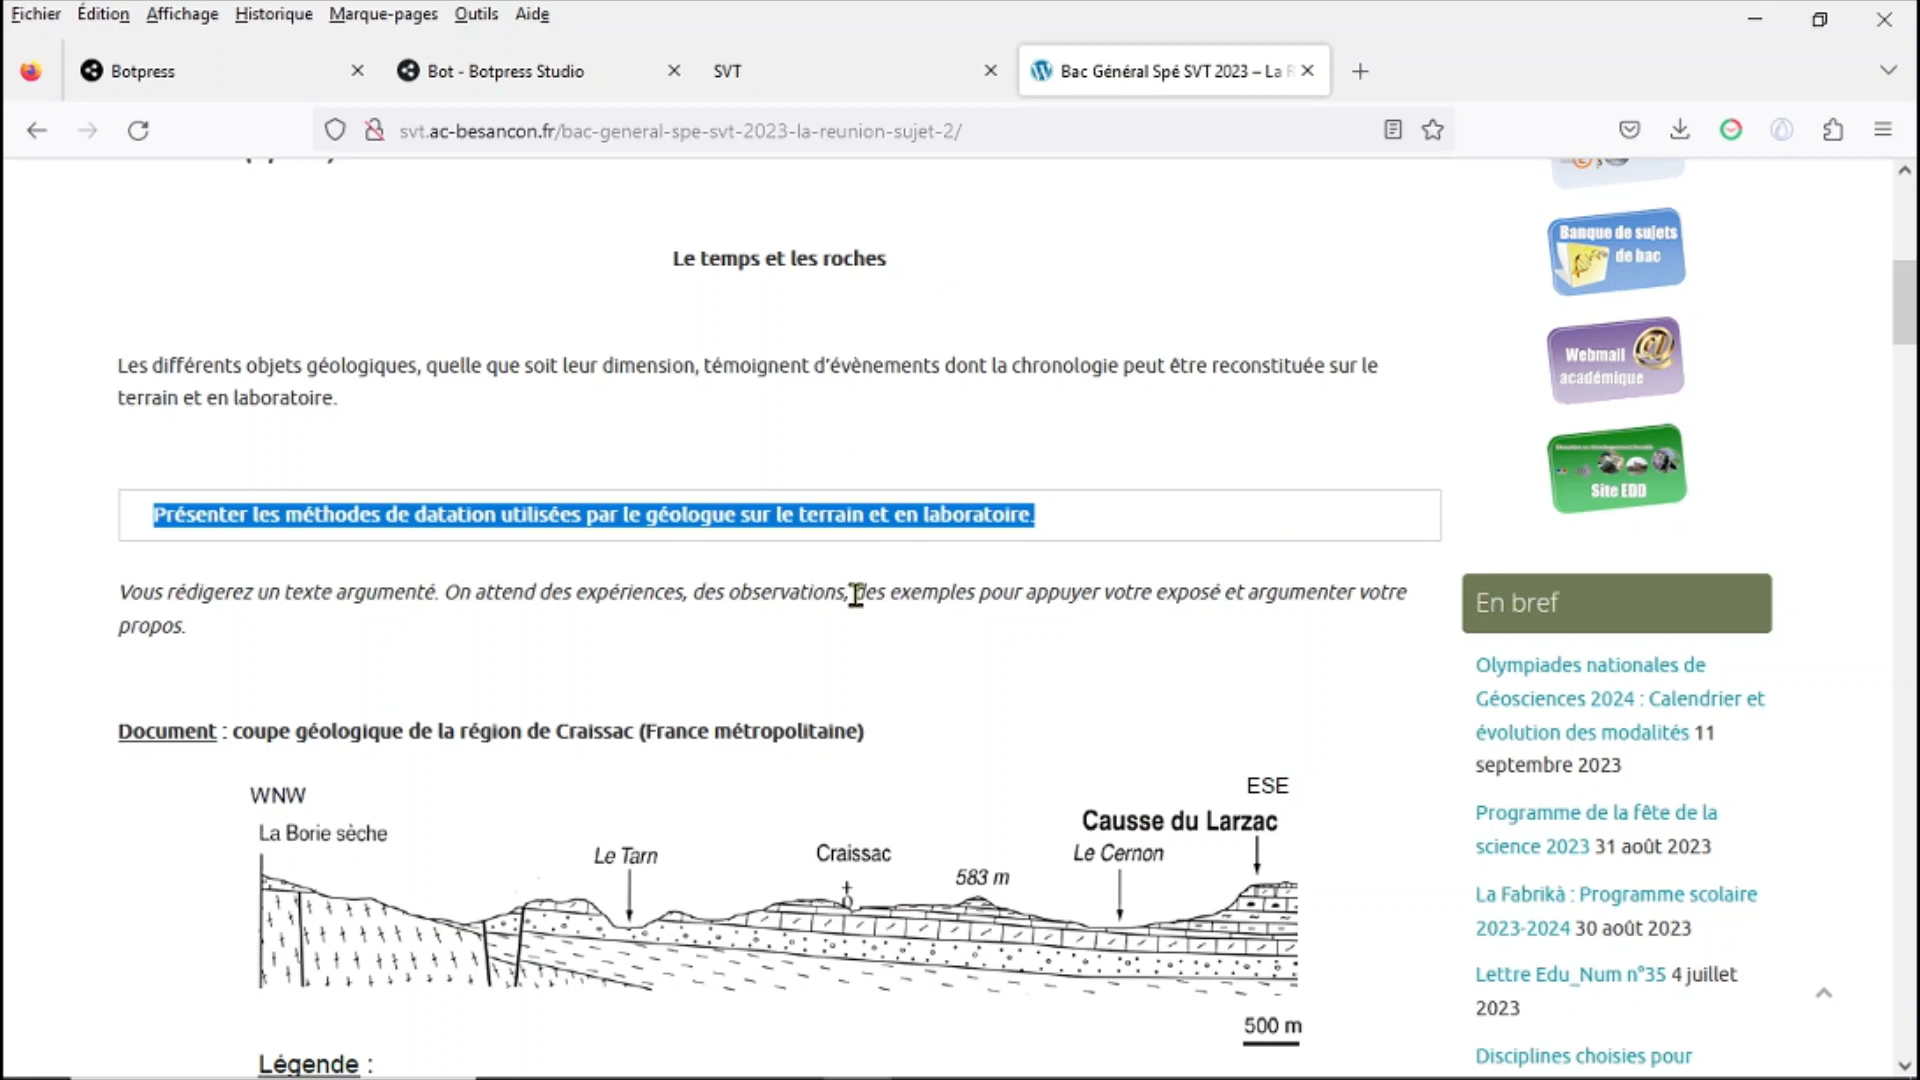 Fichier Édition Affichage Historique Marque-pages Outils Aide
Botpress
Bot - Botpress Studio
SVT
Bac Général Spé SVT 2023 – La R
svt.ac-besancon.fr/bac-general-spe-svt-2023-la-reunion-sujet-2/
Le temps et les roches
Les différents objets géologiques, quelle que soit leur dimension, témoignent d'évènements dont la chronologie peut être reconstituée sur le
terrain et en laboratoire.
Présenter les méthodes de datation utilisées par le géologue sur le terrain et en laboratoire.
Vous rédigerez un texte argumenté. On attend des expériences, des observations, des exemples pour appuyer votre exposé et argumenter votre
propos.
Document : coupe géologique de la région de Craissac (France métropolitaine)
WNW
ESE
La Borie sèche
Le Tarn
Craissac
583 m
Causse du Larzac
Le Cernon
500 m
Légende :
Banque de sujets
de bac
Webmail
académique
@
Site EDD
En bref
Olympiades nationales de
Géosciences 2024 : Calendrier et
évolution des modalités 11
septembre 2023
Programme de la fête de la
science 2023 31 août 2023
La Fabrikà : Programme scolaire
2023-2024 30 août 2023
Lettre Edu_Num n°35 4 juillet
2023
Disciplines choisies pour